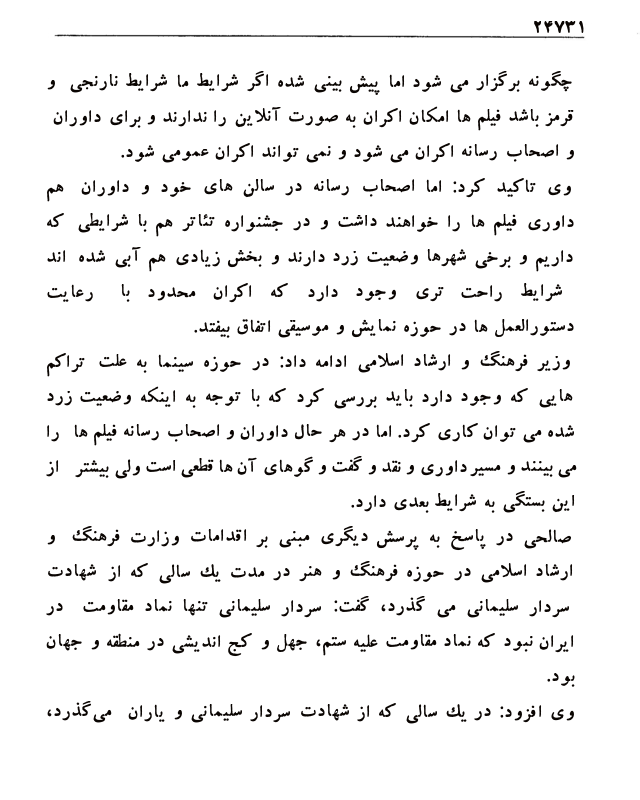 ۲۴۷۳۱
چگونه برگزار می شود اما پیش بینی شده اگر شرایط ما شرایط نارنجی و
قرمز باشد فیلم ها امکان اکران به صورت آنلاین را ندارند و برای داوران
و اصحاب رسانه اکران می شود و نمی تواند اکران عمومی شود.
وی تاکید کرد: اما اصحاب رسانه در سالن های خود و داوران هم
داوری فیلم ها را خواهند داشت و در جشنواره تئاتر هم با شرایطی که
داریم و برخی شهرها وضعیت زرد دارند و بخش زیادی هم آبی شده اند
شرایط راحت تری وجود دارد که اکران محدود با رعایت
دستورالعمل ها در حوزه نمایش و موسیقی اتفاق بیفتد.
وزیر فرهنگ و ارشاد اسلامی ادامه داد: در حوزه سینما به علت تراکم
هایی که وجود دارد باید بررسی کرد که با توجه به اینکه وضعیت زرد
شده می توان کاری کرد. اما در هر حال داوران و اصحاب رسانه فیلم ها را
می بینند و مسیر داوری و نقد و گفت و گوهای آن ها قطعی است ولی بیشتر از
این بستگی به شرایط بعدی دارد.
صالحی در پاسخ به پرسش دیگری مبنی بر اقدامات وزارت فرهنگ و
ارشاد اسلامی در حوزه فرهنگ و هنر در مدت یك سالی که از شهادت
سردار سلیمانی می گذرد، گفت: سردار سلیمانی تنها نماد مقاومت در
ایران نبود که نماد مقاومت علیه ستم، جهل و کج اندیشی در منطقه و جهان
بود.
وی افزود: در یك سالی که از شهادت سردار سلیمانی و یاران می‌گذرد،